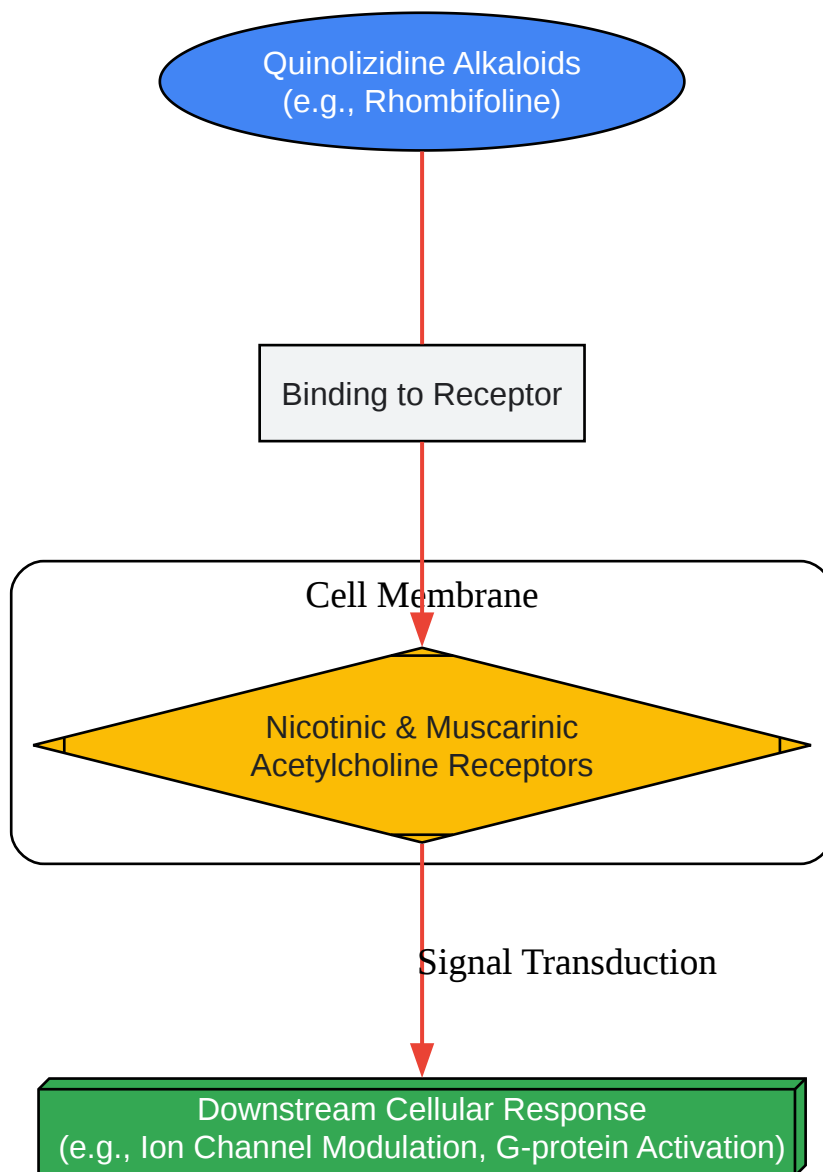 Quinolizidine Alkaloids
(e.g., Rhombifoline)
Binding to Receptor
Cell Membrane
Nicotinic & Muscarinic
Acetylcholine Receptors
Signal Transduction
Downstream Cellular Response
(e.g., Ion Channel Modulation, G-protein Activation)